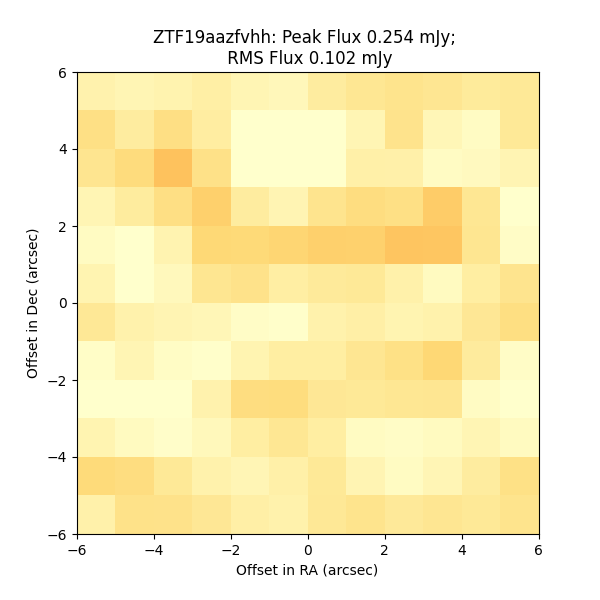 ZTF19aazfvhh: Peak Flux 0.254 mJy;
RMS Flux 0.102 mJy
6
4
2
0
−2
−4
−6
Offset in Dec (arcsec)
−6 −4 −2 0 2 4 6
Offset in RA (arcsec)